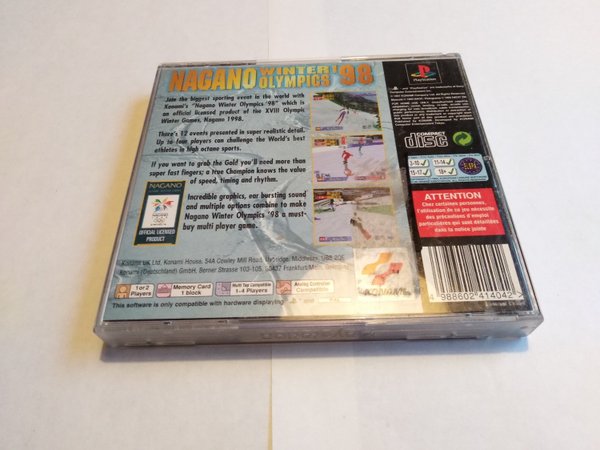 NAGANO WINTER OLYMPICS '98
PlayStation
Join the biggest sporting event in the world with
Konami's "Nagano Winter Olympics '98" which is
an official licensed product of the XVIII Olympic
Winter Games, Nagano 1998.
There's 12 events presented in super realistic detail.
Up to four players can challenge the World's best
athletes in high octane sports.
If you want to grab the Gold you'll need more than
super fast fingers; a true Champion knows the value
of speed, timing and rhythm.
Incredible graphics, ear bursting sound
and multiple options combine to make
Nagano Winter Olympics '98 a must-
buy multi player game.
NAGANO
OFFICIAL LICENSED
PRODUCT
Konami UK Ltd. Konami House, 54A Cowley Mill Road, Uxbridge, Middlesex, UB8 2QE
Konami (Deutschland) GmbH, Berner Strasse 103-105, 60437 Frankfurt/Main, Germany
KONAMI
1 or 2
Players
Memory Card
1 block
Multi Tap compatible
1-4 Players
Analog Controller
Compatible
This software is only compatible with hardware displaying
COMPACT
disc
3-10
11-14
15-17
18+
ATTENTION
Chez certaines personnes,
l'utilisation de ce jeu nécessite
des précautions d'emploi
particulières qui sont détaillées
dans la notice jointe
4 988602 414042